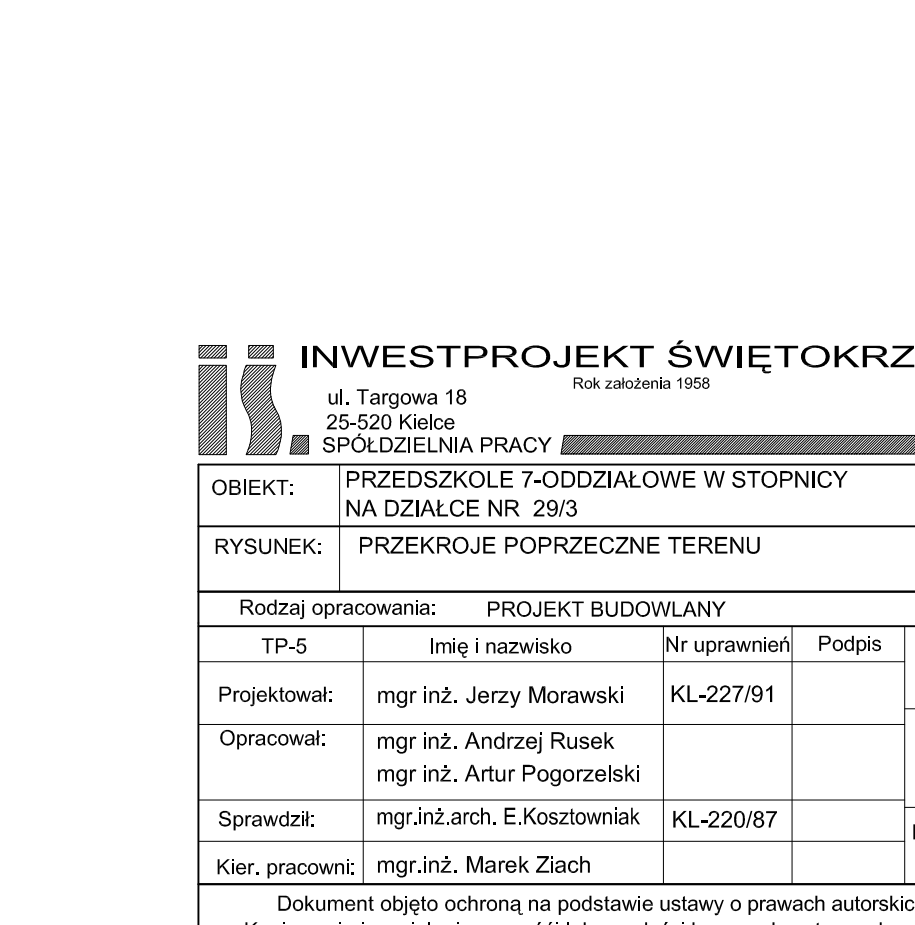 is.
INWESTPROJEKT ŚWIĘTOKRZ
Rok założenia 1958
ul. Targowa 18
25-520 Kielce
SPÓŁDZIELNIA PRACY
OBIEKT: PRZEDSZKOLE 7-ODDZIAŁOWE W STOPNICY
NA DZIAŁCE NR 29/3
RYSUNEK: PRZEKROJE POPRZECZNE TERENU
Rodzaj opracowania: PROJEKT BUDOWLANY
TP-5 Imię i nazwisko Nr uprawnień Podpis
Projektował: mgr inż. Jerzy Morawski KL-227/91
Opracował: mgr inż. Andrzej Rusek
mgr inż. Artur Pogorzelski
Sprawdził: mgr.inż.arch. E.Kosztowniak KL-220/87
Kier. pracowni: mgr.inż. Marek Ziach
Dokument objęto ochroną na podstawie ustawy o prawach autorskic